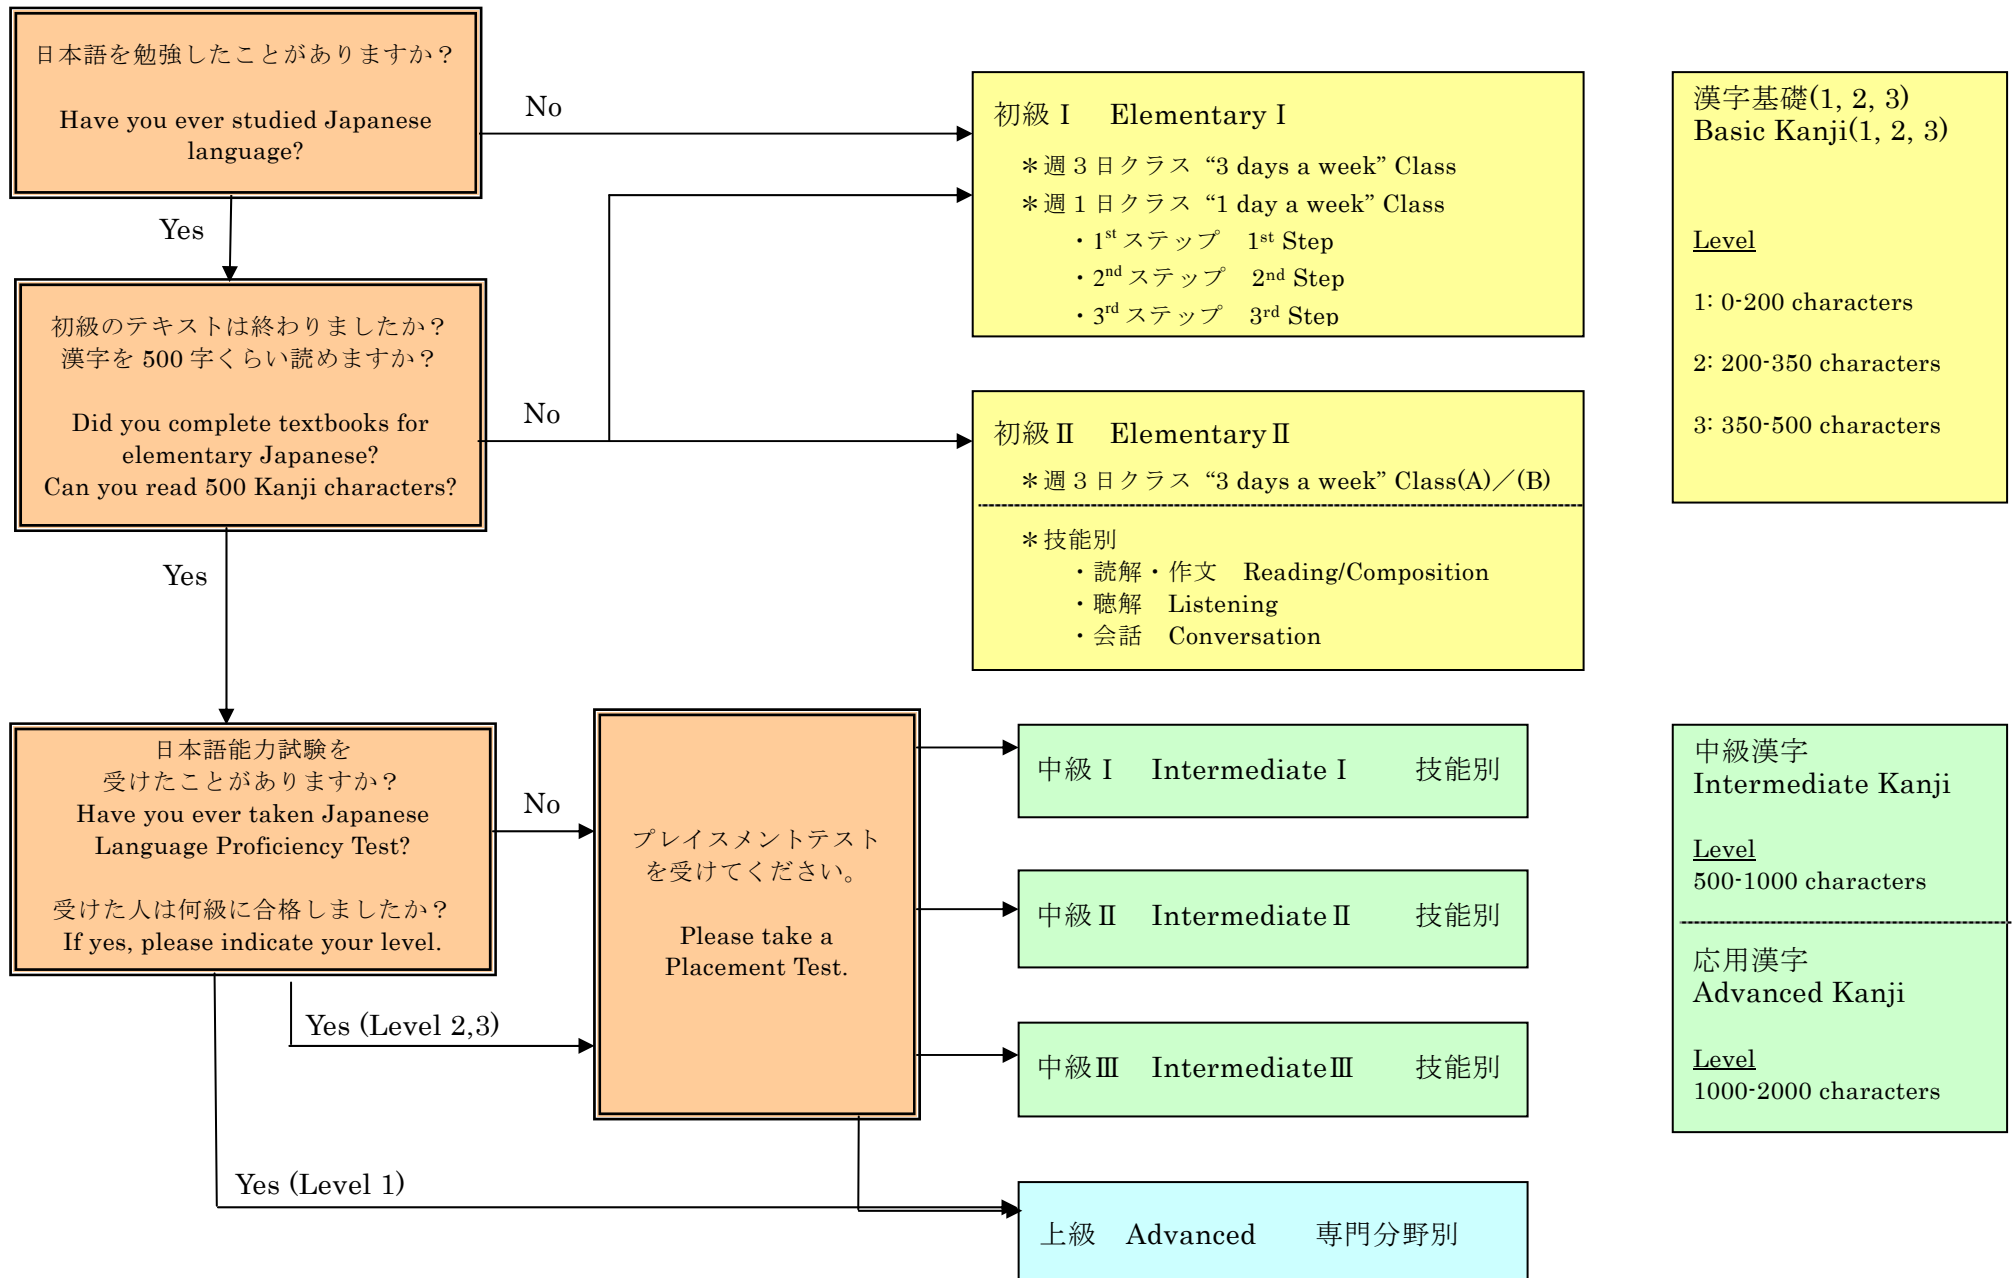 日本語を勉強したことがありますか？
Have you ever studied Japanese
language?
No
Yes
初級Ⅰ　Elementary I
＊週３日クラス “3 days a week” Class
＊週１日クラス “1 day a week” Class
・1st ステップ　1st Step
・2nd ステップ　2nd Step
・3rd ステップ　3rd Step
漢字基礎(1, 2, 3)
Basic Kanji(1, 2, 3)
Level
1: 0-200 characters
2: 200-350 characters
3: 350-500 characters
初級のテキストは終わりましたか？
漢字を 500 字くらい読めますか？
Did you complete textbooks for
elementary Japanese?
Can you read 500 Kanji characters?
No
Yes
初級Ⅱ　ElementaryⅡ
＊週３日クラス “3 days a week” Class(A)／(B)
＊技能別
・読解・作文　Reading/Composition
・聴解　Listening
・会話　Conversation
日本語能力試験を
受けたことがありますか？
Have you ever taken Japanese
Language Proficiency Test?
受けた人は何級に合格しましたか？
If yes, please indicate your level.
No
Yes (Level 2,3)
Yes (Level 1)
プレイスメントテスト
を受けてください。
Please take a
Placement Test.
中級Ⅰ　Intermediate I　技能別
中級Ⅱ　IntermediateⅡ　技能別
中級Ⅲ　IntermediateⅢ　技能別
上級　Advanced　専門分野別
中級漢字
Intermediate Kanji
Level
500-1000 characters
応用漢字
Advanced Kanji
Level
1000-2000 characters